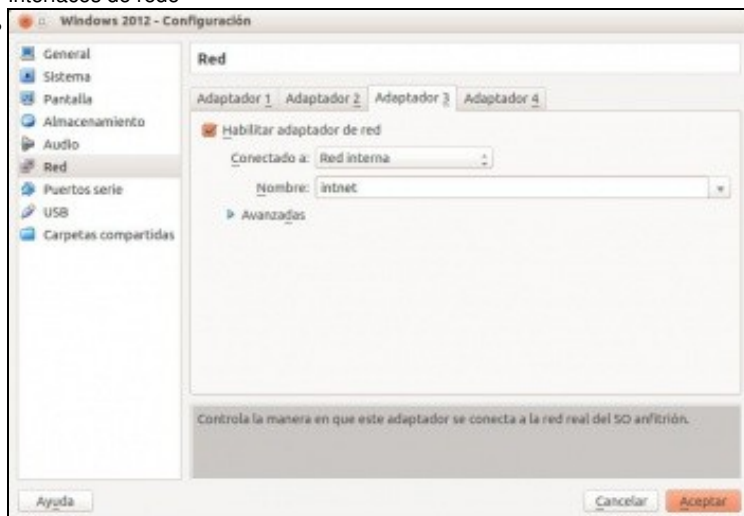 interfaces de rede
Windows 2012 - Configuración
General
Sistema
Pantalla
Almacenamiento
Audio
Red
Puertos serie
USB
Carpetas compartidas
Red
Adaptador 1 Adaptador 2 Adaptador 3 Adaptador 4
Habilitar adaptador de red
Conectado a: Red interna
Nombre: intnet
Avanzadas
Controla la manera en que este adaptador se conecta a la red real del SO anfitrión.
Ayuda Cancelar Aceptar